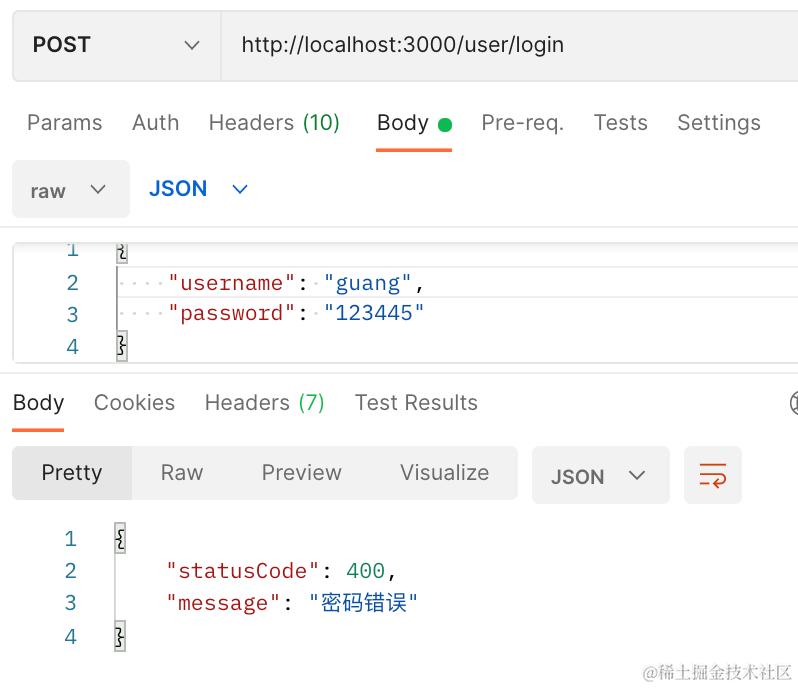 POST http://localhost:3000/user/login
Params Auth Headers (10) Body Pre-req. Tests Settings
raw JSON
1 {
2 "username": "guang",
3 "password": "123445"
4 }
Body Cookies Headers (7) Test Results
Pretty Raw Preview Visualize JSON
1 {
2 "statusCode": 400,
3 "message": "密码错误"
4 }
@稀土掘金技术社区